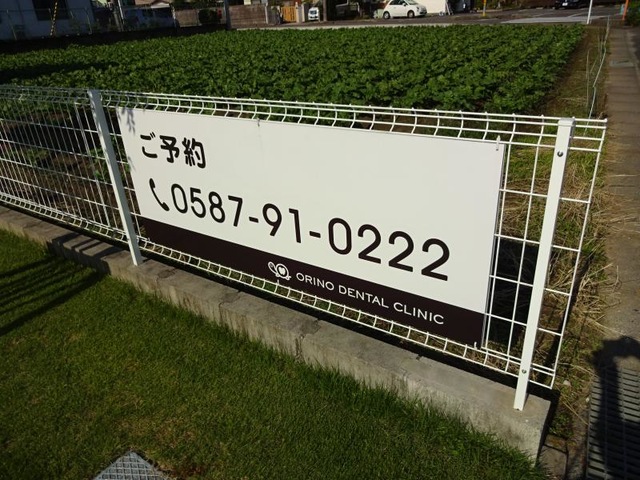 ご予約
0587-91-0222
ORINO DENTAL CLINIC